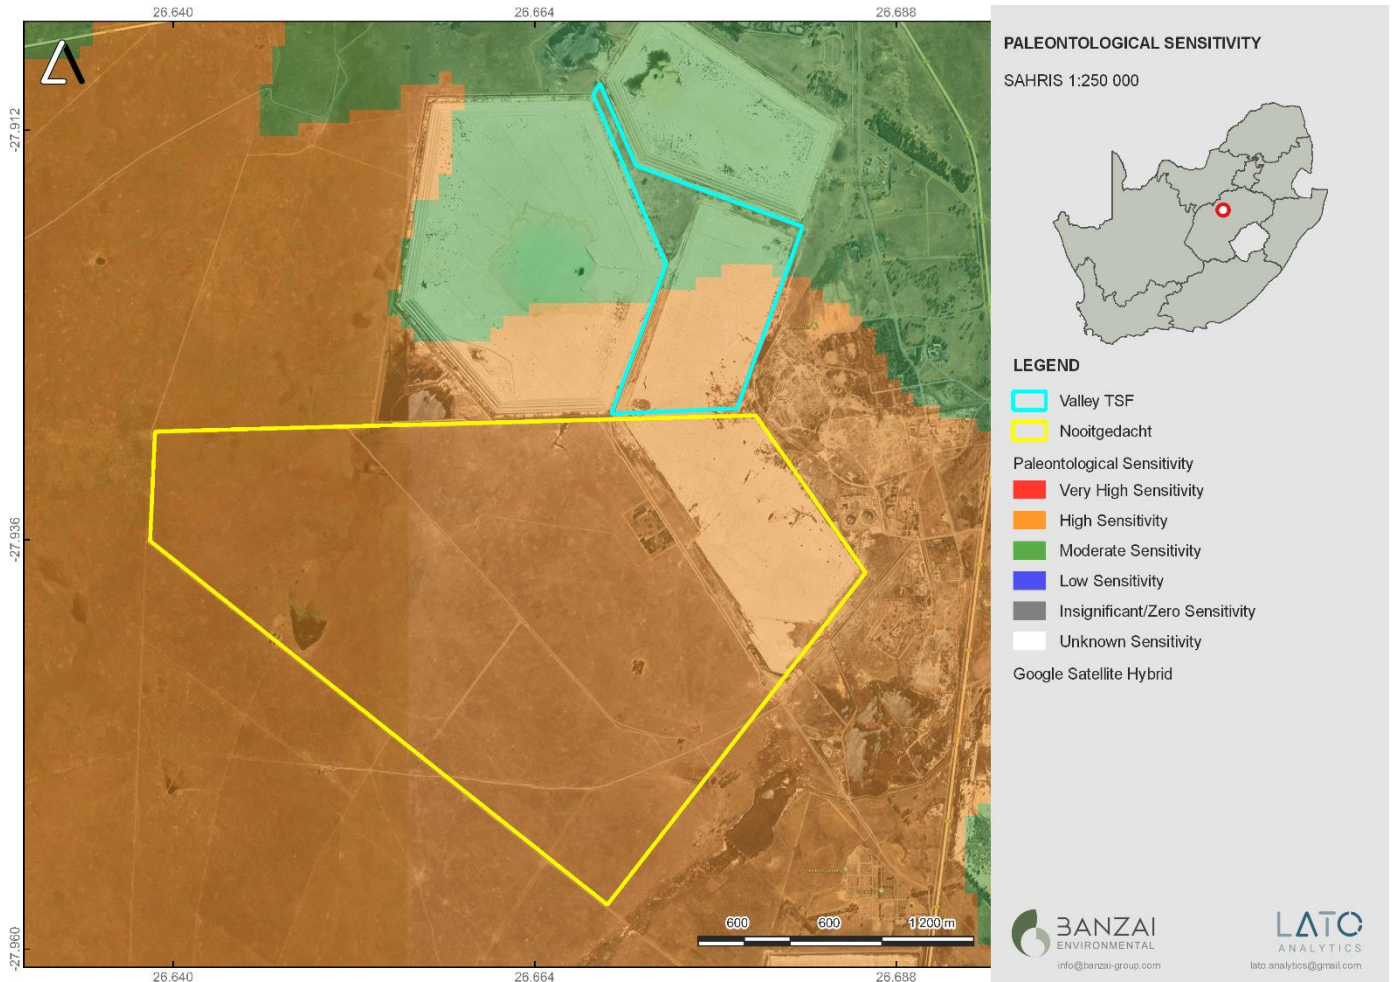 26.640
26.664
26.688
-27.912
-27.936
-27.960
600
600
1 200 m
26.640
26.664
26.688
PALEONTOLOGICAL SENSITIVITY
SAHRIS 1:250 000
LEGEND
Valley TSF
Nooitgedacht
Paleontological Sensitivity
Very High Sensitivity
High Sensitivity
Moderate Sensitivity
Low Sensitivity
Insignificant/Zero Sensitivity
Unknown Sensitivity
Google Satellite Hybrid
BANZAI
ENVIRONMENTAL
info@banzai-group.com
LATO
ANALYTICS
lato.analytics@gmail.com